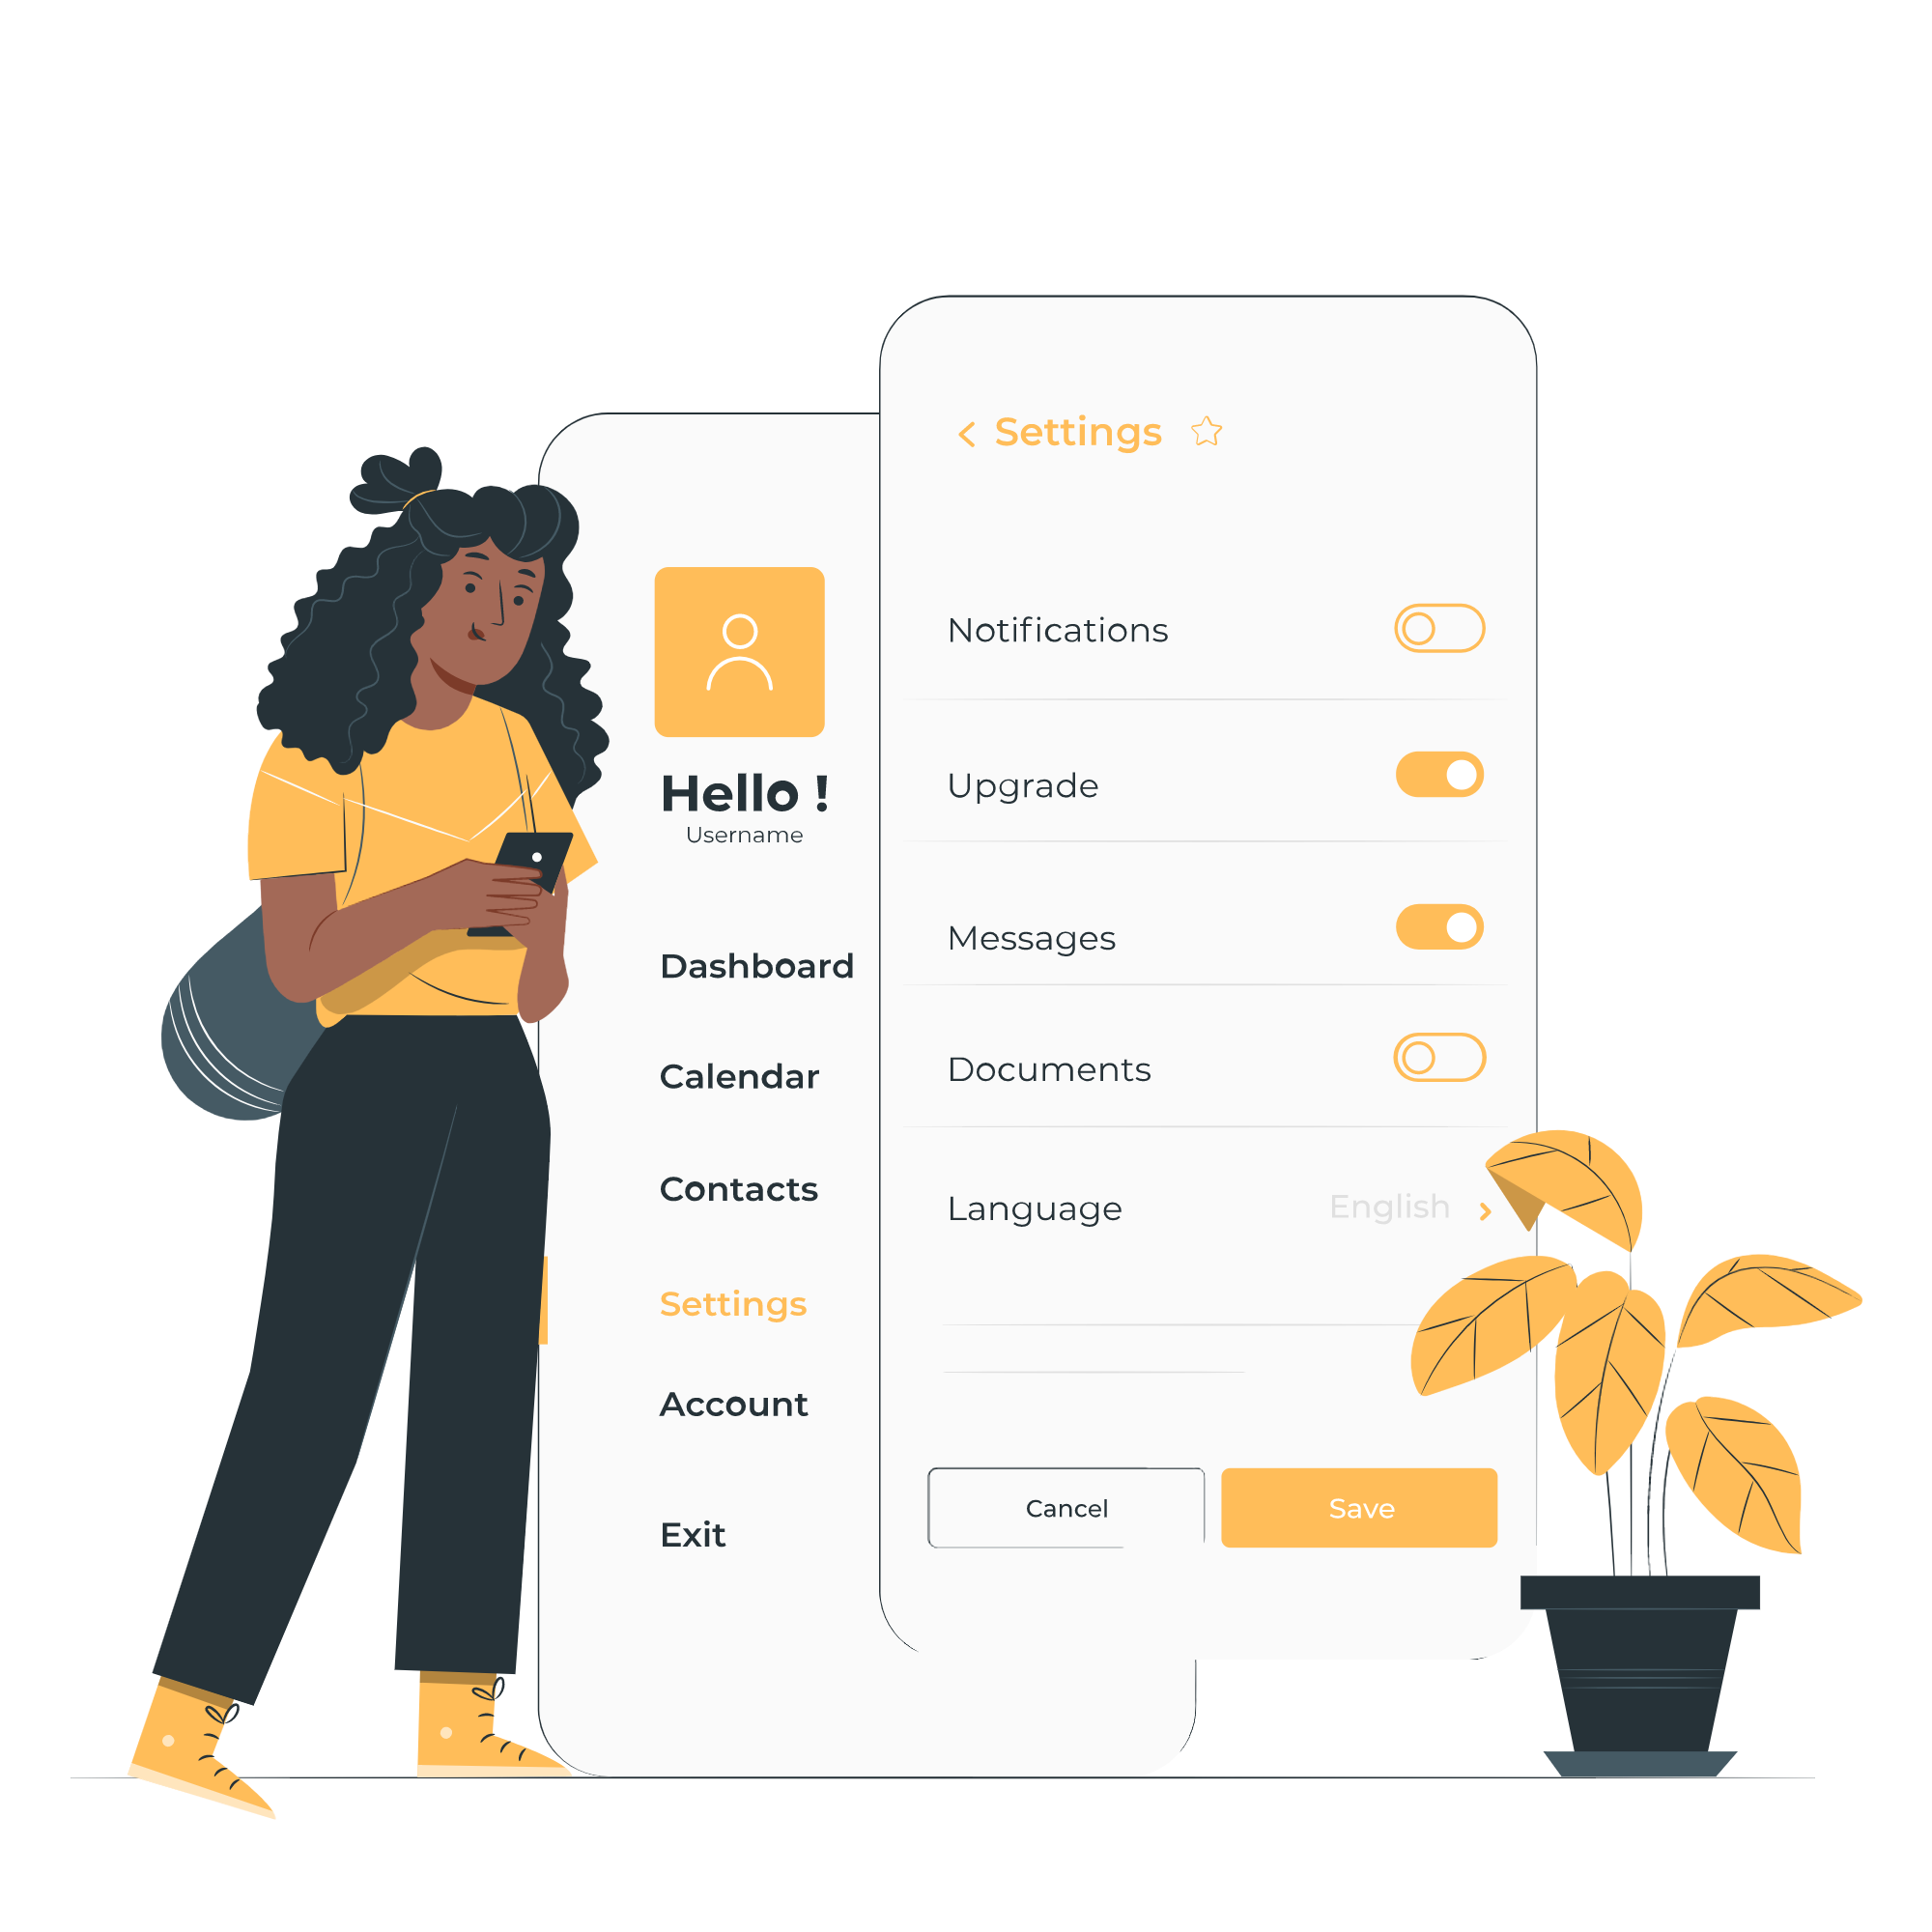 Hello !
Username
Dashboard
Calendar
Contacts
Settings
Account
Exit
Settings
Notifications
Upgrade
Messages
Documents
Language English
Cancel Save